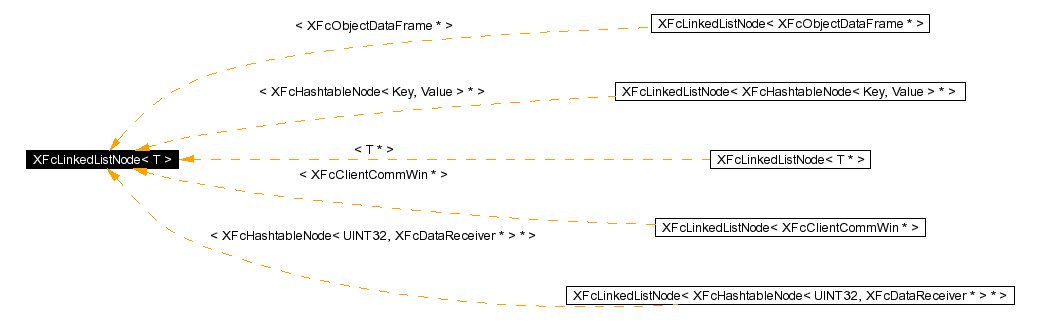 < XFcObjectDataFrame * >
XFcLinkedListNode< XFcObjectDataFrame * >
< XFcHashtableNode< Key, Value > * >
XFcLinkedListNode< XFcHashtableNode< Key, Value > * >
XFcLinkedListNode< T >
< T * >
XFcLinkedListNode< T * >
< XFcClientCommWin * >
XFcLinkedListNode< XFcClientCommWin * >
< XFcHashtableNode< UINT32, XFcDataReceiver * > * >
XFcLinkedListNode< XFcHashtableNode< UINT32, XFcDataReceiver * > * >